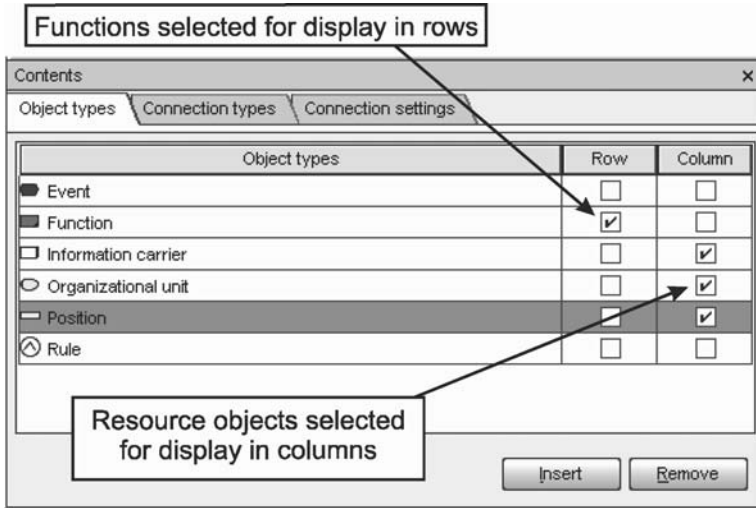 Functions selected for display in rows
Contents
Object types Connection types Connection settings
Object types Row Column
Event
Function
Information carrier
Organizational unit
Position
Rule
Resource objects selected
for display in columns
Insert Remove